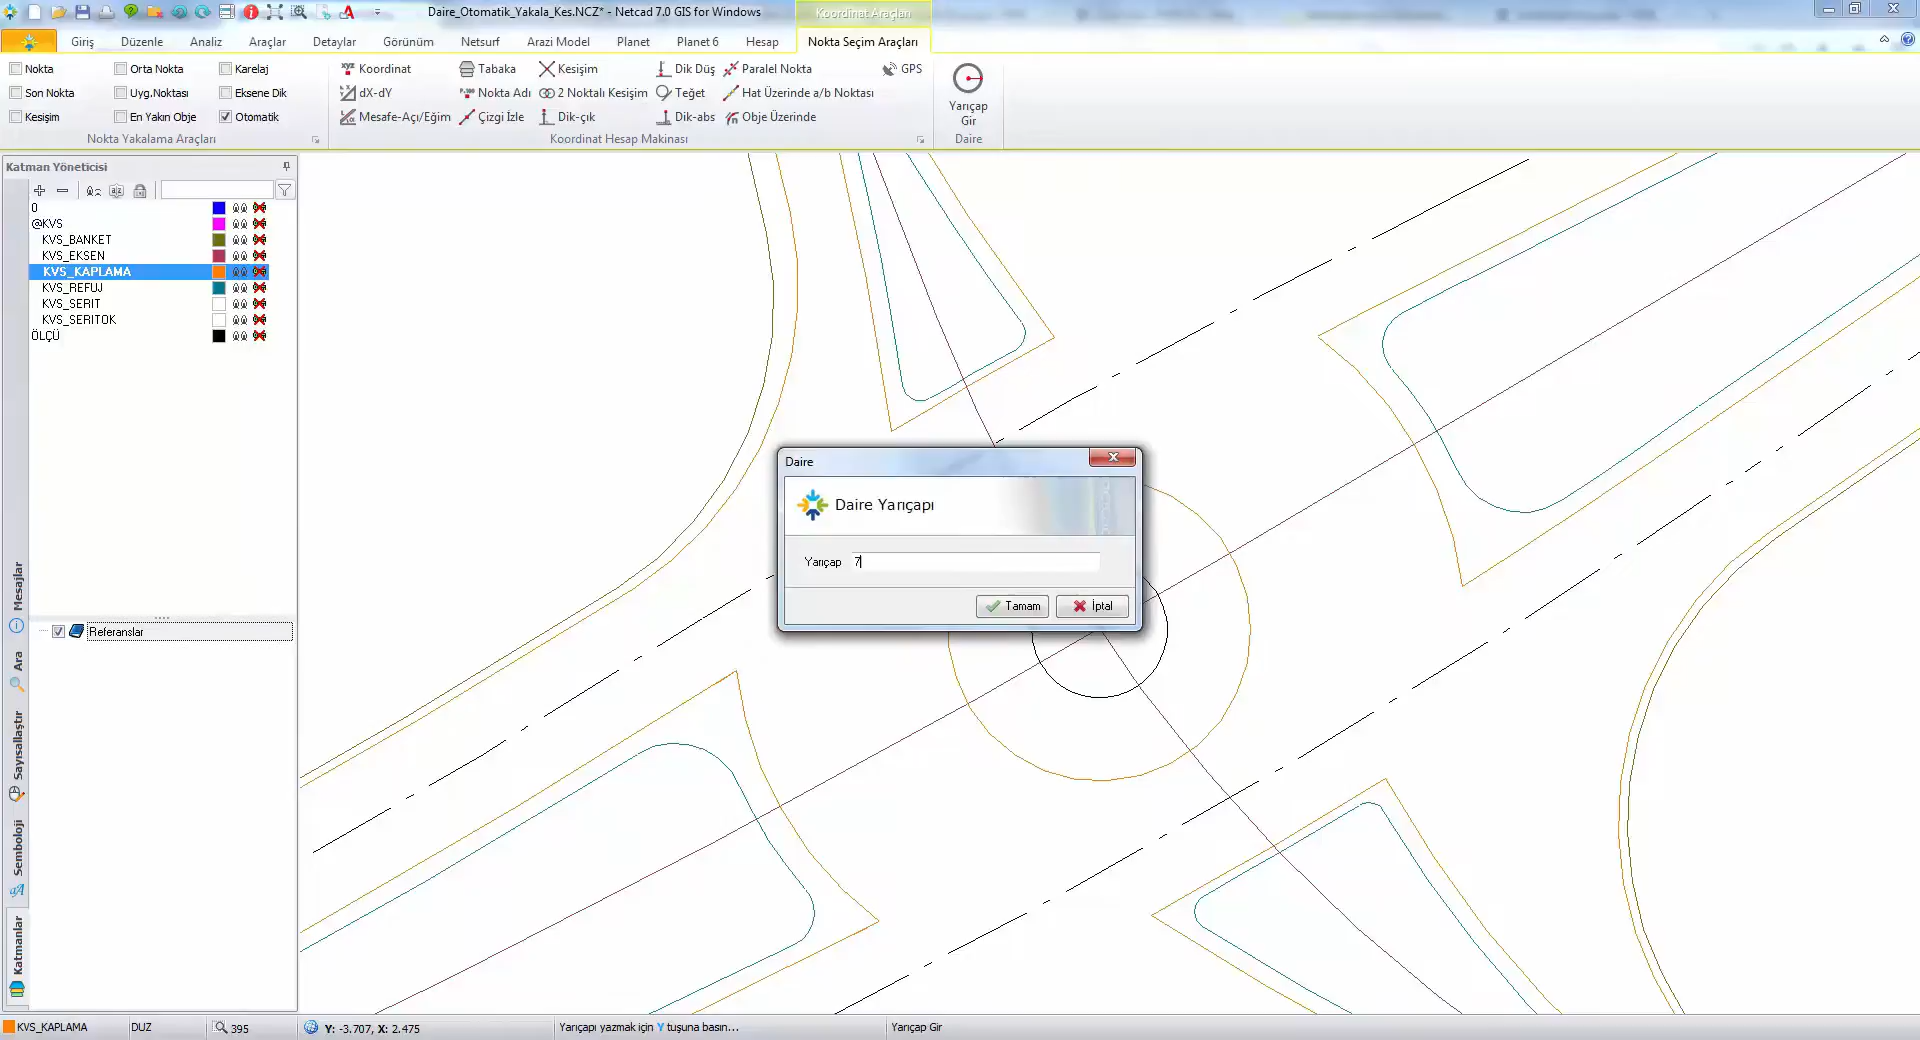 Daire_Otomatik_Yakala_Kes.NCZ* - Netcad 7.0 GIS for Windows
Koordinat Araçları
Giriş Düzenle Analiz Araçlar Detaylar Görünüm Netsurf Arazi Model Planet Planet 6 Hesap Nokta Seçim Araçları
Nokta Orta Nokta Karelaj Koordinat Tabaka Kesişim Dik Düş Paralel Nokta GPS
Son Nokta Uyg.Noktası Eksene Dik dX-dY Nokta Adı 2 Noktalı Kesişim Teğet Hat Üzerinde a/b Noktası
Kesişim En Yakın Obje Otomatik Mesafe-Açı/Eğim Çizgi İzle Dik-çık Dik-abs Obje Üzerinde
Yarıçap
Gir
Nokta Yakalama Araçları Koordinat Hesap Makinası Daire
Katman Yöneticisi
0
@KVS
KVS_BANKET
KVS_EKSEN
KVS_KAPLAMA
KVS_REFUJ
KVS_SERIT
KVS_SERITOK
ÖLÇÜ
Referanslar
Mesajlar
Ara
Sayısallaştır
Semboloji
Katmanlar
Daire
Daire Yarıçapı
Yarıçap 7
Tamam İptal
KVS_KAPLAMA DUZ 395 Y: -3.707, X: 2.475 Yarıçapı yazmak için Y tuşuna basın... Yarıçap Gir